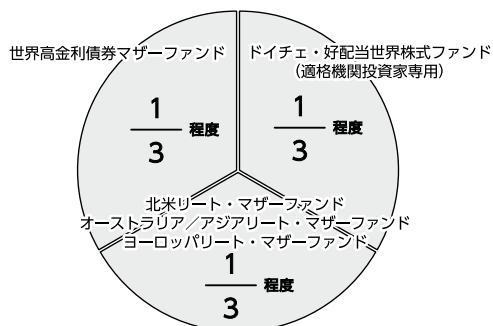 世界高金利債券マザーファンド
1
3
程度
ドイチェ・好配当世界株式ファンド
(適格機関投資家専用)
1
3
程度
北米リート・マザーファンド
オーストラリア／アジアリート・マザーファンド
ヨーロッパリート・マザーファンド
1
3
程度